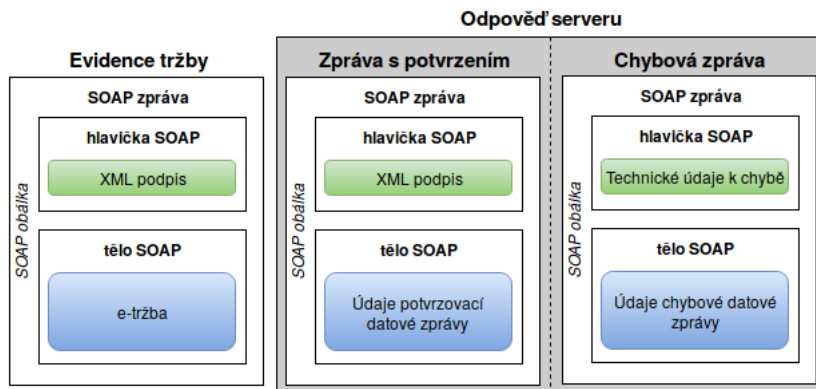 Odpověď serveru
Evidence tržby
SOAP zpráva
hlavička SOAP
XML podpis
SOAP obálka
tělo SOAP
e-tržba
Zpráva s potvrzením
SOAP zpráva
hlavička SOAP
XML podpis
SOAP obálka
tělo SOAP
Údaje potvrzovací
datové zprávy
Chybová zpráva
SOAP zpráva
hlavička SOAP
Technické údaje k chybě
SOAP obálka
tělo SOAP
Údaje chybové datové
zprávy